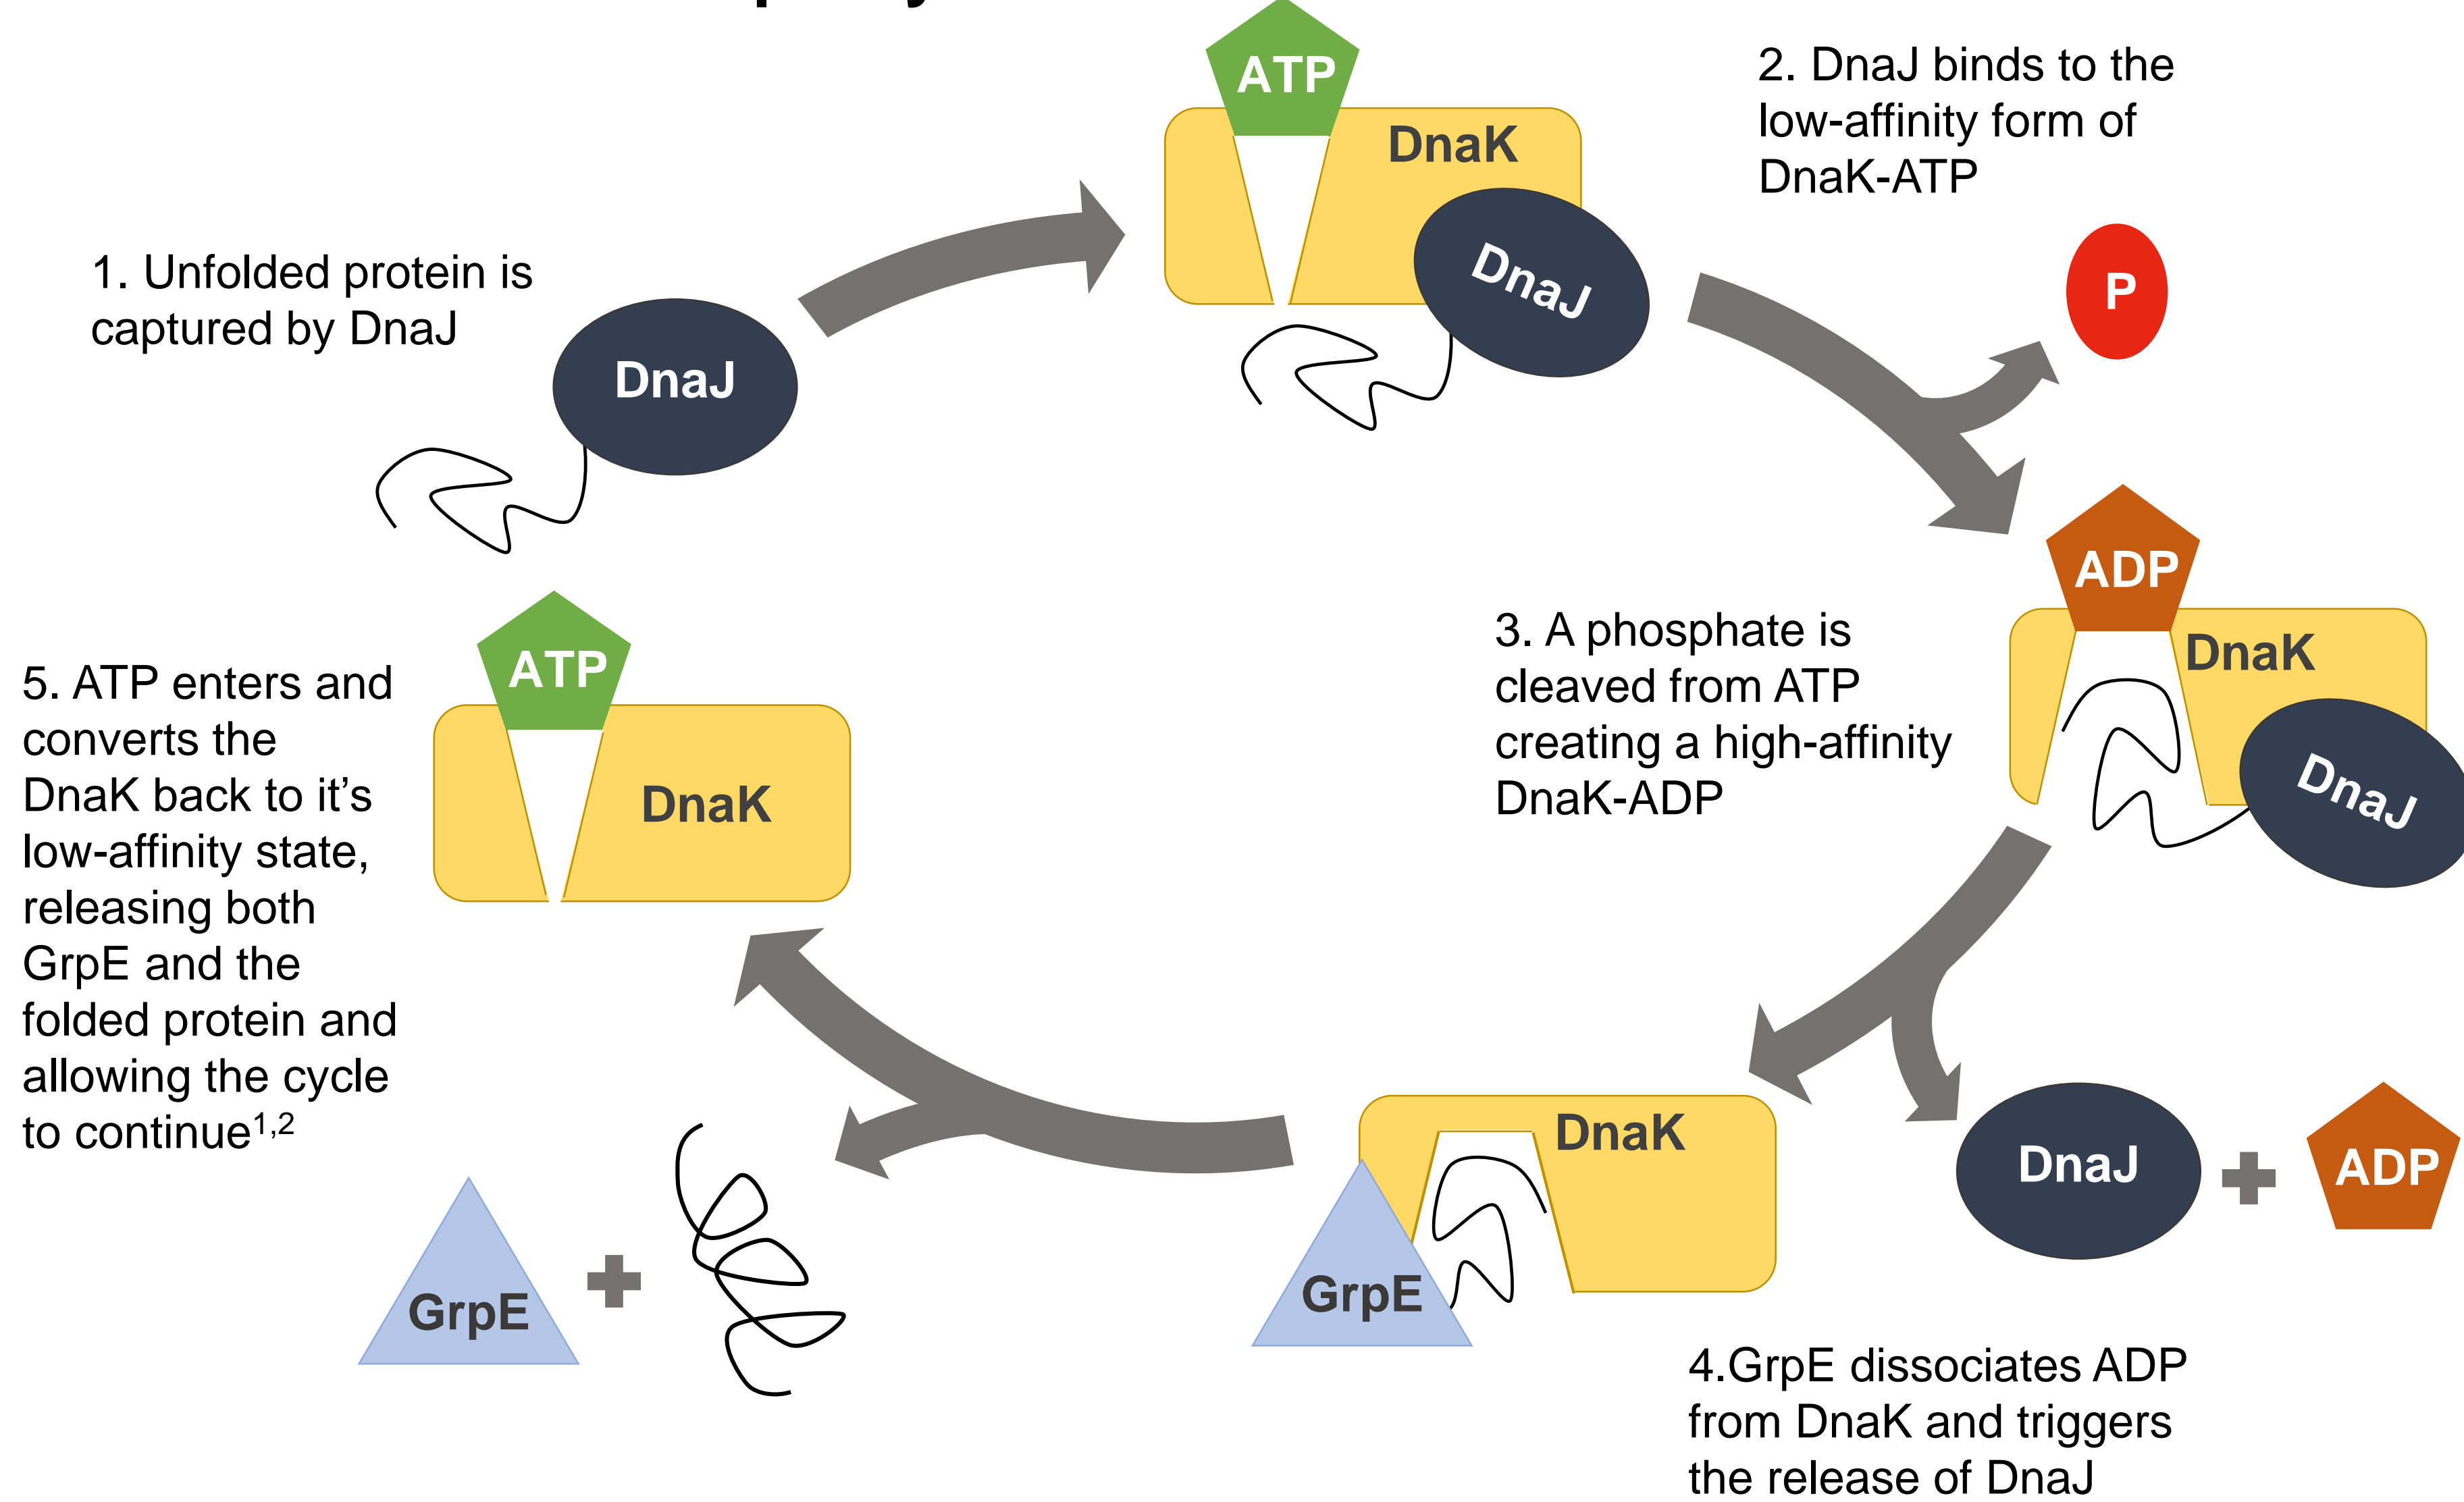 1. Unfolded protein is
captured by DnaJ
DnaJ
ATP
DnaK
DnaJ
2. DnaJ binds to the
low-affinity form of
DnaK-ATP
P
ADP
DnaK
DnaJ
3. A phosphate is
cleaved from ATP
creating a high-affinity
DnaK-ADP
DnaJ
ADP
DnaK
GrpE
4.GrpE dissociates ADP
from DnaK and triggers
the release of DnaJ
ATP
DnaK
5. ATP enters and
converts the
DnaK back to it’s
low-affinity state,
releasing both
GrpE and the
folded protein and
allowing the cycle
to continue1,2
GrpE